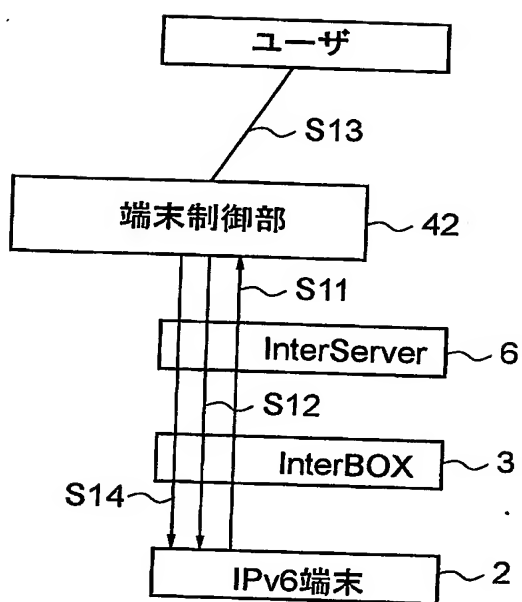 ユーザ
S13
端末制御部
42
S11
InterServer
6
S12
InterBOX
3
S14
IPv6端末
2